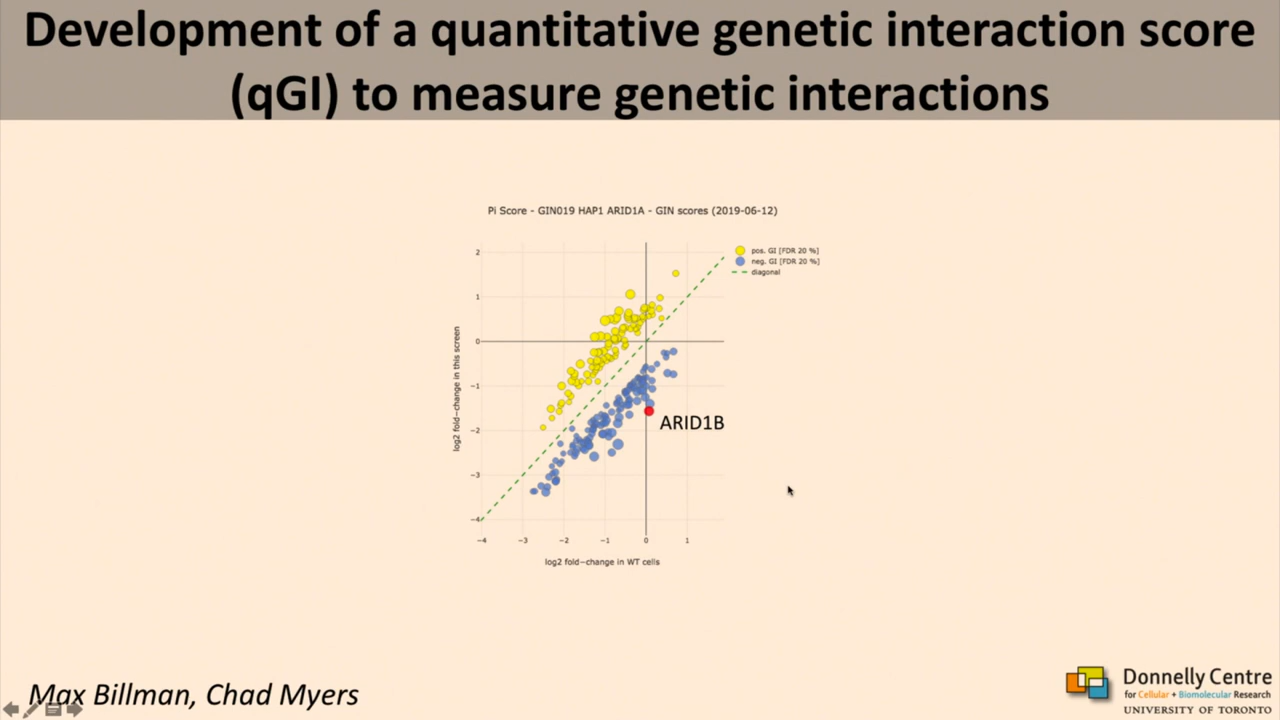 Development of a quantitative genetic interaction score
(qGI) to measure genetic interactions
Pi Score - GIN019 HAP1 ARID1A - GIN scores (2019-06-12)
pos. GI [FDR 20 %]
neg. GI [FDR 20 %]
diagonal
2
1
0
−1
−2
−3
−4
log2 fold−change in this screen
ARID1B
−4 −3 −2 −1 0 1
log2 fold−change in WT cells
Max Billman, Chad Myers
Donnelly Centre
for Cellular + Biomolecular Research
UNIVERSITY OF TORONTO